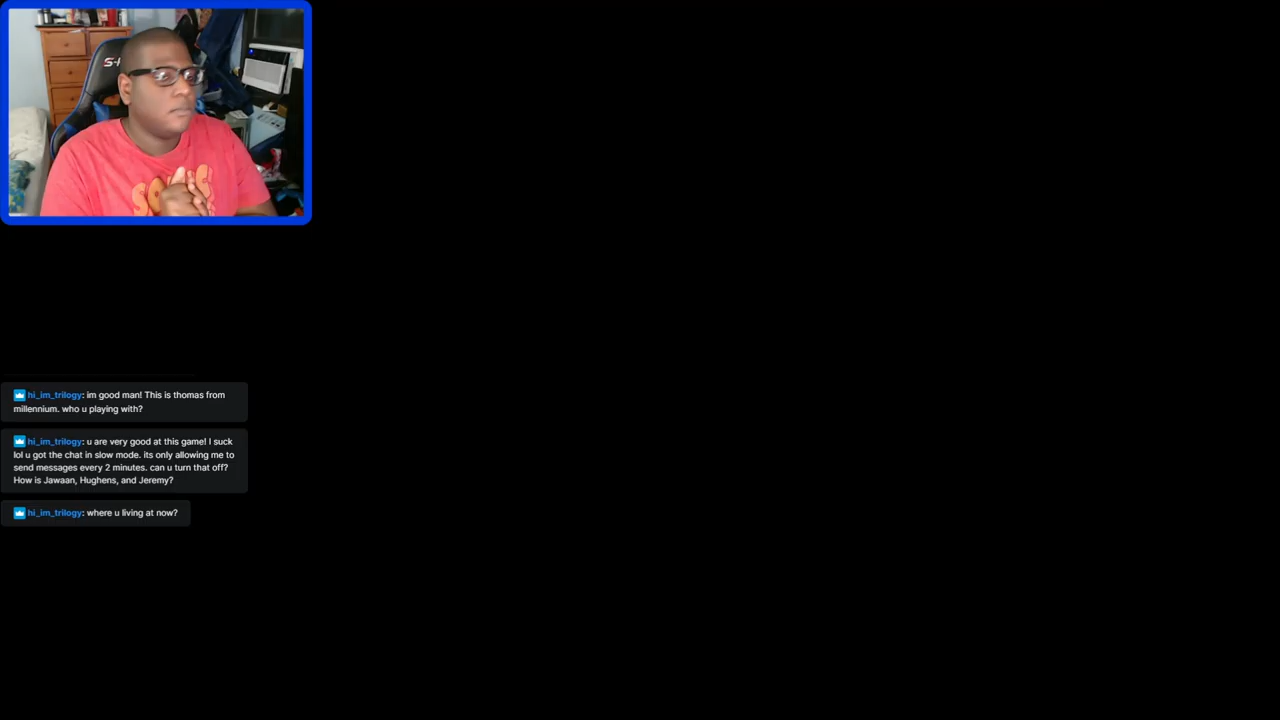 S-R
SO
S
hi_im_trilogy: im good man! This is thomas from
millennium. who u playing with?
hi_im_trilogy: u are very good at this game! I suck
lol u got the chat in slow mode. its only allowing me to
send messages every 2 minutes. can u turn that off?
How is Jawaan, Hughens, and Jeremy?
hi_im_trilogy: where u living at now?